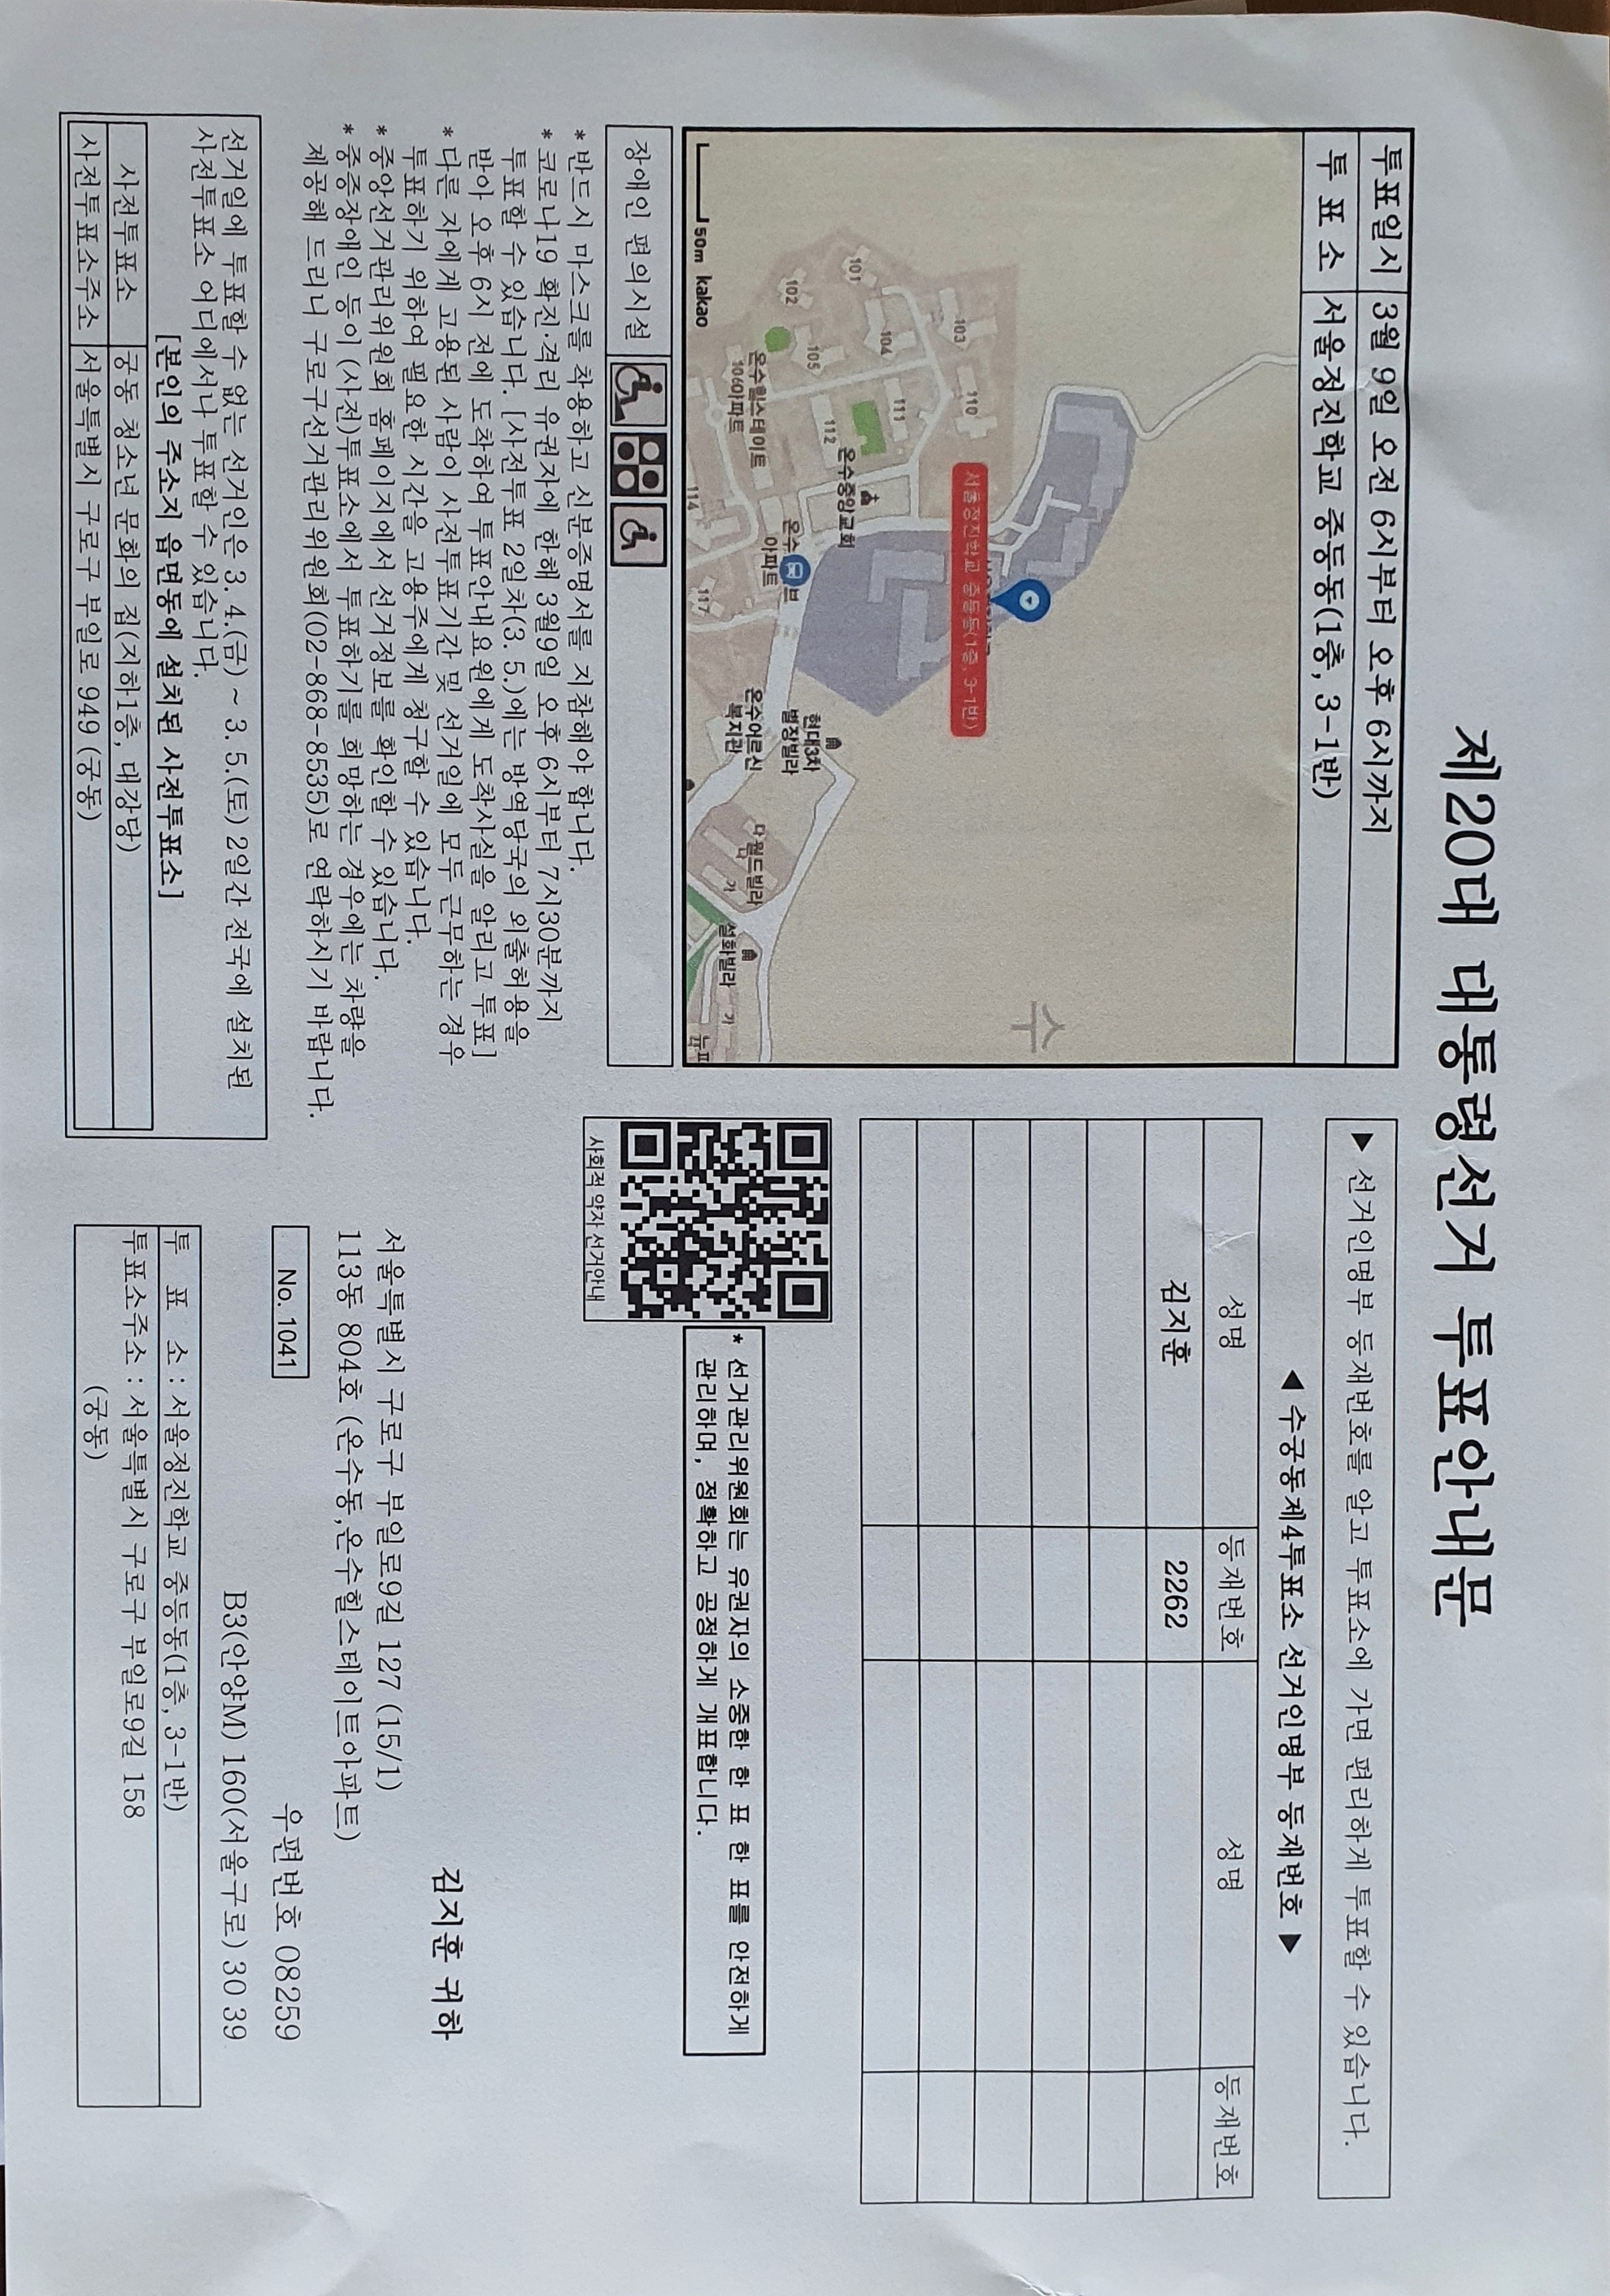 제20대 대통령선거 투표안내문
투표일시 3월 9일 오전 6시부터 오후 6시까지
투 표 소 서울정진학교 중등동(1층, 3-1반)
서울정진학교 중등동(1층, 3-1반)
수
101
102
103
104
105
110
111
112
114
117
온수힐스테이트
1060아파트
온수중앙교회
아파트
현대3차
별장빌라
온수어르신
복지관
다월드빌라
가
설화빌라
가
50m kakao
장애인 편의시설
* 반드시 마스크를 착용하고 신분증명서를 지참해야 합니다.
* 코로나19 확진·격리 유권자에 한해 3월9일 오후 6시부터 7시30분까지
투표할 수 있습니다. [사전투표 2일차(3. 5.)에는 방역당국의 외출허용을
받아 오후 6시 전에 도착하여 투표안내요원에게 도착사실을 알리고 투표]
* 다른 자에게 고용된 사람이 사전투표기간 및 선거일에 모두 근무하는 경우
투표하기 위하여 필요한 시간을 고용주에게 청구할 수 있습니다.
* 중앙선거관리위원회 홈페이지에서 선거정보를 확인할 수 있습니다.
* 중증장애인 등이 (사전)투표소에서 투표하기를 희망하는 경우에는 차량을
제공해 드리니 구로구선거관리위원회(02-868-8535)로 연락하시기 바랍니다.
선거일에 투표할 수 없는 선거인은 3. 4.(금) ~ 3. 5.(토) 2일간 전국에 설치된
사전투표소 어디에서나 투표할 수 있습니다.
[본인의 주소지 읍면동에 설치된 사전투표소]
사전투표소 궁동 청소년 문화의 집(지하1층, 대강당)
사전투표소주소 서울특별시 구로구 부일로 949 (궁동)
▶ 선거인명부 등재번호를 알고 투표소에 가면 편리하게 투표할 수 있습니다.
◀ 수궁동제4투표소 선거인명부 등재번호 ▶
성명 등재번호 성명 등재번호
김지훈 2262
사회적 약자 선거안내
* 선거관리위원회는 유권자의 소중한 한 표 한 표를 안전하게
관리하며, 정확하고 공정하게 개표합니다.
김지훈 귀하
서울특별시 구로구 부일로9길 127 (15/1)
113동 804호 (온수동,온수힐스테이트아파트)
No. 1041 우편번호 08259
B3(안양M) 160(서울구로) 30 39
투 표 소 : 서울정진학교 중등동(1층, 3-1반)
투표소주소 : 서울특별시 구로구 부일로9길 158
(궁동)